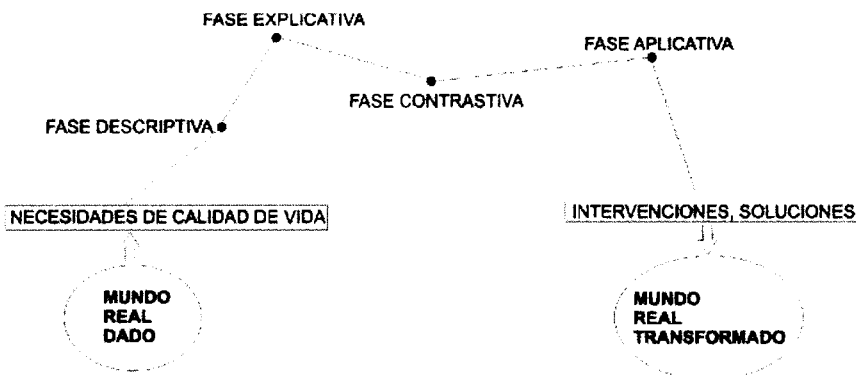 FASE EXPLICATIVA
FASE APLICATIVA
FASE CONTRASTIVA
FASE DESCRIPTIVA
NECESIDADES DE CALIDAD DE VIDA
INTERVENCIONES, SOLUCIONES
MUNDO
REAL
DADO
MUNDO
REAL
TRANSFORMADO